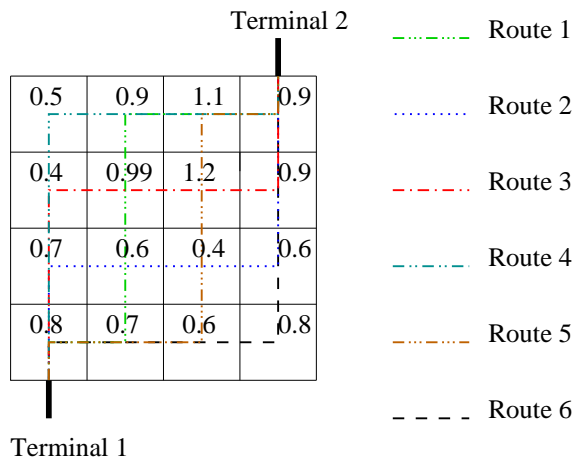 Terminal 2
0.5 0.9 1.1 0.9
0.4 0.99 1.2 0.9
0.7 0.6 0.4 0.6
0.8 0.7 0.6 0.8
Terminal 1
Route 1
Route 2
Route 3
Route 4
Route 5
Route 6